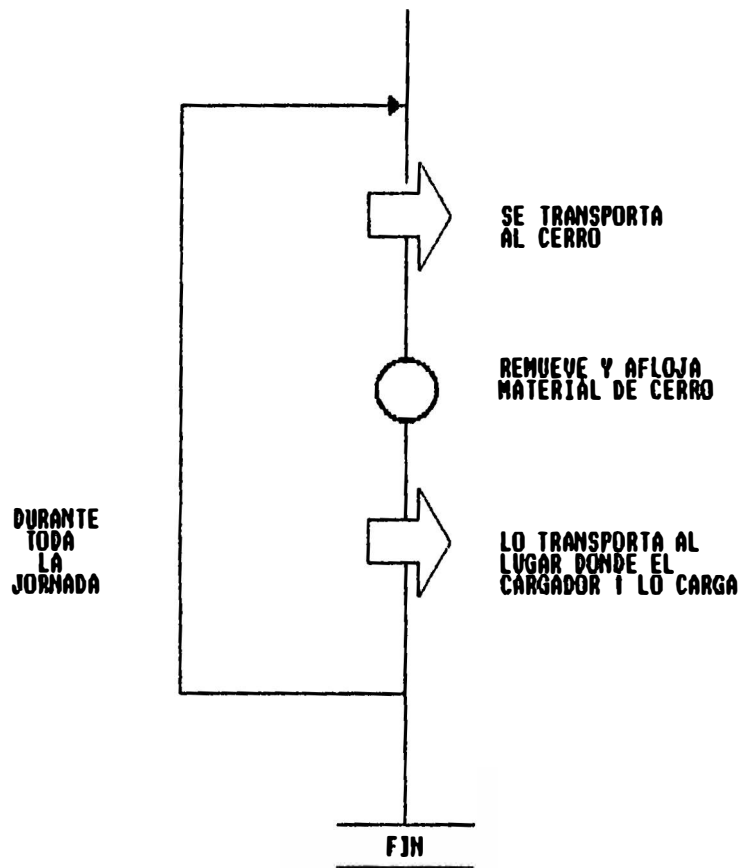 SE TRANSPORTA
AL CERRO
REMUEVE Y AFLOJA
MATERIAL DE CERRO
DURANTE
TODA
LA
JORNADA
LO TRANSPORTA AL
LUGAR DONDE EL
CARGADOR 1 LO CARGA
FIN